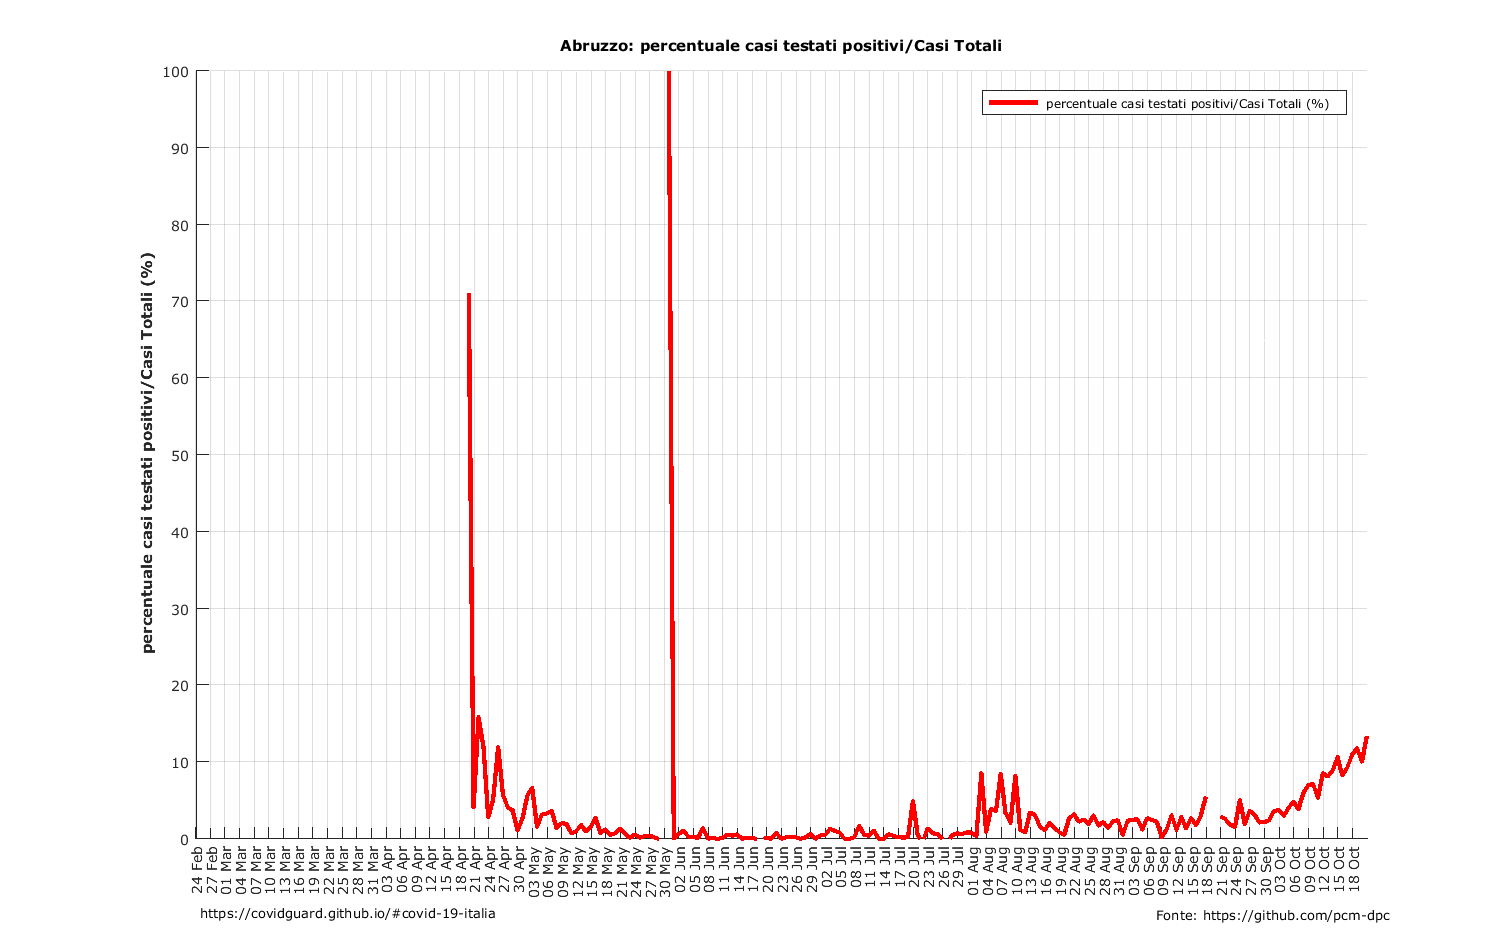 Abruzzo: percentuale casi testati positivi/Casi Totali
percentuale casi testati positivi/Casi Totali (%)
percentuale casi testati positivi/Casi Totali (%)
100
90
80
70
60
50
40
30
20
10
0
24 Feb
27 Feb
01 Mar
04 Mar
07 Mar
10 Mar
13 Mar
16 Mar
19 Mar
22 Mar
25 Mar
28 Mar
31 Mar
03 Apr
06 Apr
09 Apr
12 Apr
15 Apr
18 Apr
21 Apr
24 Apr
27 Apr
30 Apr
03 May
06 May
09 May
12 May
15 May
18 May
21 May
24 May
27 May
30 May
02 Jun
05 Jun
08 Jun
11 Jun
14 Jun
17 Jun
20 Jun
23 Jun
26 Jun
29 Jun
02 Jul
05 Jul
08 Jul
11 Jul
14 Jul
17 Jul
20 Jul
23 Jul
26 Jul
29 Jul
01 Aug
04 Aug
07 Aug
10 Aug
13 Aug
16 Aug
19 Aug
22 Aug
25 Aug
28 Aug
31 Aug
03 Sep
06 Sep
09 Sep
12 Sep
15 Sep
18 Sep
21 Sep
24 Sep
27 Sep
30 Sep
03 Oct
06 Oct
09 Oct
12 Oct
15 Oct
18 Oct
https://covidguard.github.io/#covid-19-italia
Fonte: https://github.com/pcm-dpc